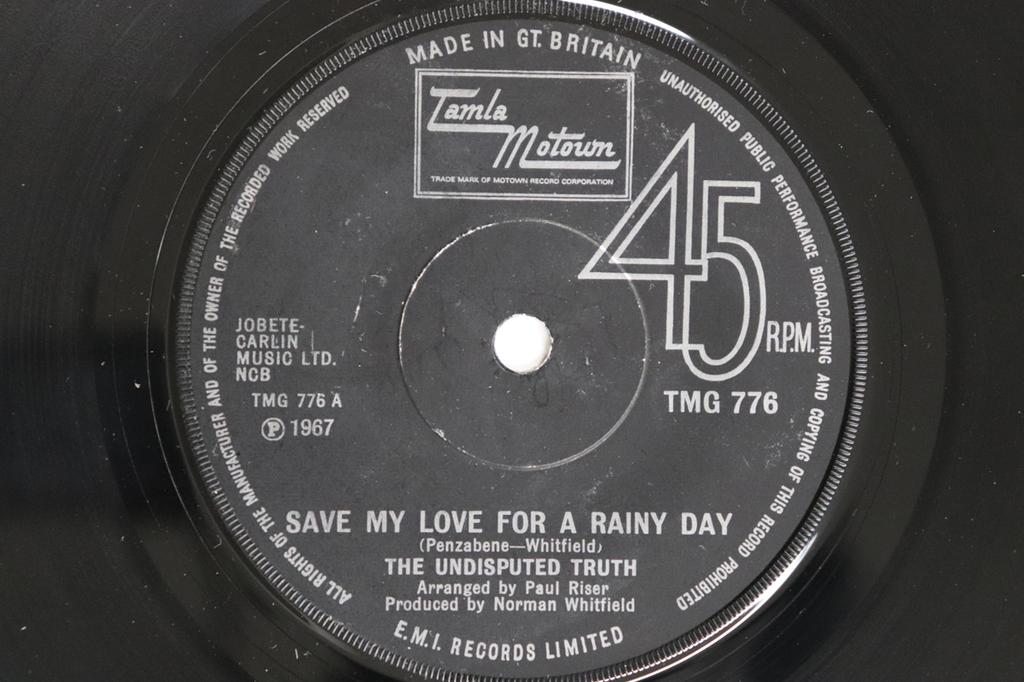 MADE IN GT. BRITAIN
Tamla
Motown
TRADE MARK OF MOTOWN RECORD CORPORATION
UNAUTHORISED PUBLIC PERFORMANCE BROADCASTING AND COPYING OF THIS RECORD PROHIBITED
ALL RIGHTS OF THE MANUFACTURER AND OF THE OWNER OF THE RECORDED WORK RESERVED
45
R.P.M.
TMG 776
JOBETE-
CARLIN
MUSIC LTD.
NCB
TMG 776 A
Ⓟ 1967
SAVE MY LOVE FOR A RAINY DAY
(Penzabene—Whitfield)
THE UNDISPUTED TRUTH
Arranged by Paul Riser
Produced by Norman Whitfield
E.M.I. RECORDS LIMITED